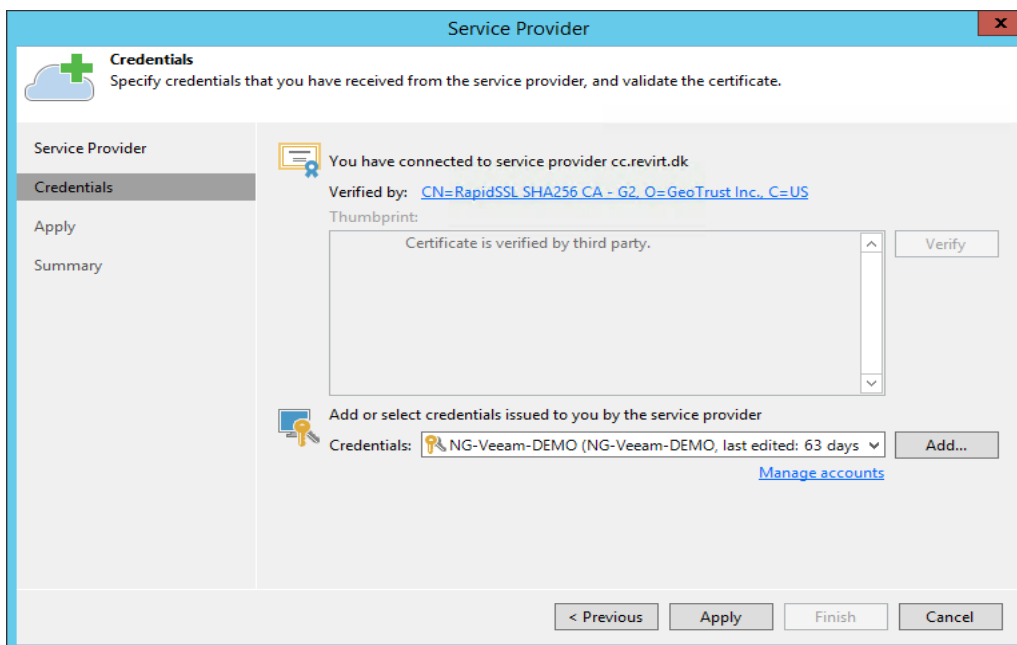 Service Provider
x
Credentials
Specify credentials that you have received from the service provider, and validate the certificate.
Service Provider
Credentials
Apply
Summary
You have connected to service provider cc.revirt.dk
Verified by: CN=RapidSSL SHA256 CA - G2, O=GeoTrust Inc., C=US
Thumbprint:
Certificate is verified by third party.
Verify
Add or select credentials issued to you by the service provider
Credentials: NG-Veeam-DEMO (NG-Veeam-DEMO, last edited: 63 days
Add...
Manage accounts
< Previous
Apply
Finish
Cancel